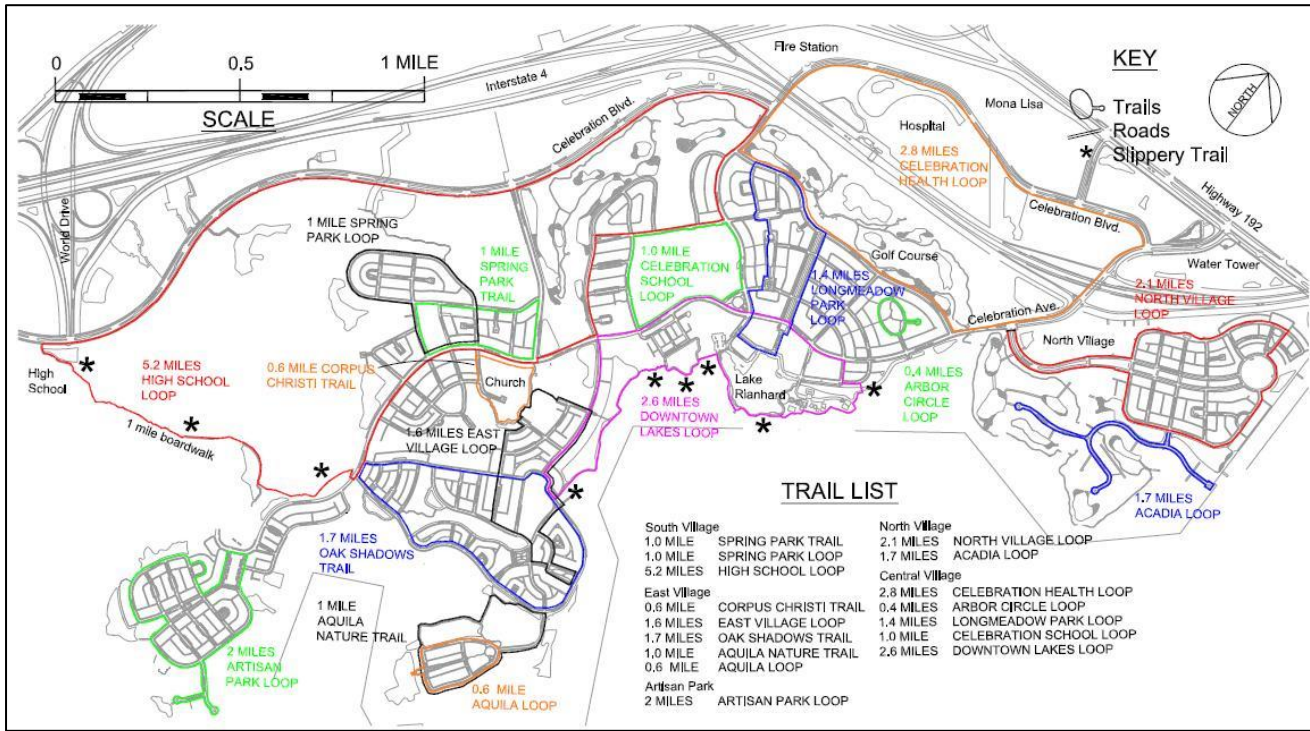 0 0.5 1 MILE
SCALE
Interstate 4
Fire Station
KEY
NORTH
Trails
Roads
* Slippery Trail
Mona Lisa
Hospital
2.8 MILES
CELEBRATION
HEALTH LOOP
Celebration Blvd.
Celebration Blvd.
Highway 192
World Drive
1 MILE SPRING
PARK LOOP
1 MILE
SPRING
PARK
TRAIL
1.0 MILE
CELEBRATION
SCHOOL
LOOP
Golf Course
1.4 MILES
LONGMEADOW
PARK
LOOP
Water Tower
2.1 MILES
NORTH VILLAGE
LOOP
Celebration Ave.
North Village
High
School
5.2 MILES
HIGH SCHOOL
LOOP
0.6 MILE CORPUS
CHRISTI TRAIL
Church
1 mile boardwalk
1.6 MILES EAST
VILLAGE LOOP
2.6 MILES
DOWNTOWN
LAKES LOOP
Lake
Rianhard
0.4 MILES
ARBOR
CIRCLE
LOOP
1.7 MILES
ACADIA LOOP
1.7 MILES
OAK SHADOWS
TRAIL
1 MILE
AQUILA
NATURE TRAIL
2 MILES
ARTISAN
PARK LOOP
0.6 MILE
AQUILA LOOP
TRAIL LIST
South Village
1.0 MILE SPRING PARK TRAIL
1.0 MILE SPRING PARK LOOP
5.2 MILES HIGH SCHOOL LOOP
East Village
0.6 MILE CORPUS CHRISTI TRAIL
1.6 MILES EAST VILLAGE LOOP
1.7 MILES OAK SHADOWS TRAIL
1.0 MILE AQUILA NATURE TRAIL
0.6 MILE AQUILA LOOP
Artisan Park
2 MILES ARTISAN PARK LOOP
North Village
2.1 MILES NORTH VILLAGE LOOP
1.7 MILES ACADIA LOOP
Central Village
2.8 MILES CELEBRATION HEALTH LOOP
0.4 MILES ARBOR CIRCLE LOOP
1.4 MILES LONGMEADOW PARK LOOP
1.0 MILE CELEBRATION SCHOOL LOOP
2.6 MILES DOWNTOWN LAKES LOOP